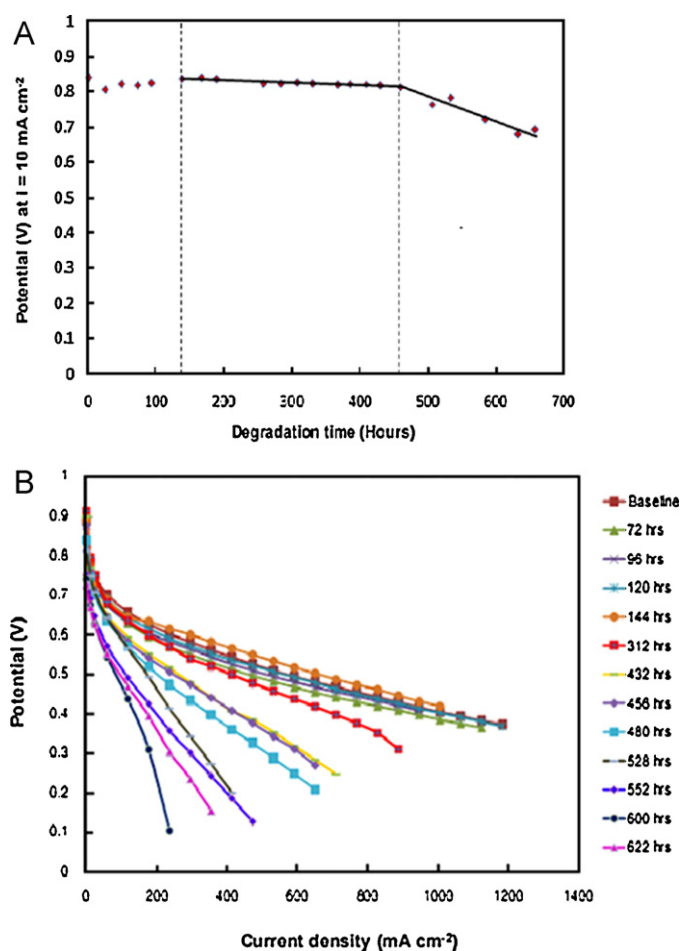 A
1
0.9
0.8
0.7
0.6
0.5
0.4
0.3
0.2
0.1
0
Potential (V) at I = 10 mA cm-2
0 100 200 300 400 500 600 700
Degradation time (Hours)
B
1
0.9
0.8
0.7
0.6
0.5
0.4
0.3
0.2
0.1
0
Potential (V)
0 200 400 600 800 1000 1200 1400
Current density (mA cm-2)
Baseline
72 hrs
96 hrs
120 hrs
144 hrs
312 hrs
432 hrs
456 hrs
480 hrs
528 hrs
552 hrs
600 hrs
622 hrs